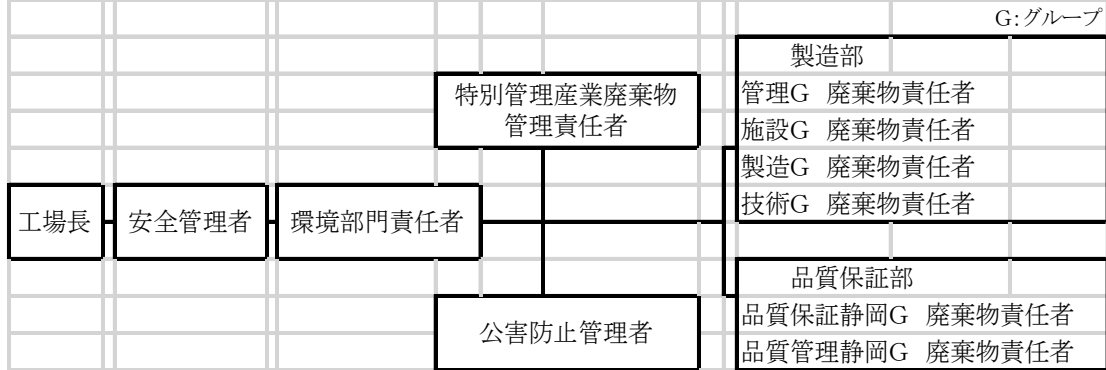 G:グループ
特別管理産業廃棄物
管理責任者
工場長
安全管理者
環境部門責任者
公害防止管理者
製造部
管理G 廃棄物責任者
施設G 廃棄物責任者
製造G 廃棄物責任者
技術G 廃棄物責任者
品質保証部
品質保証静岡G 廃棄物責任者
品質管理静岡G 廃棄物責任者